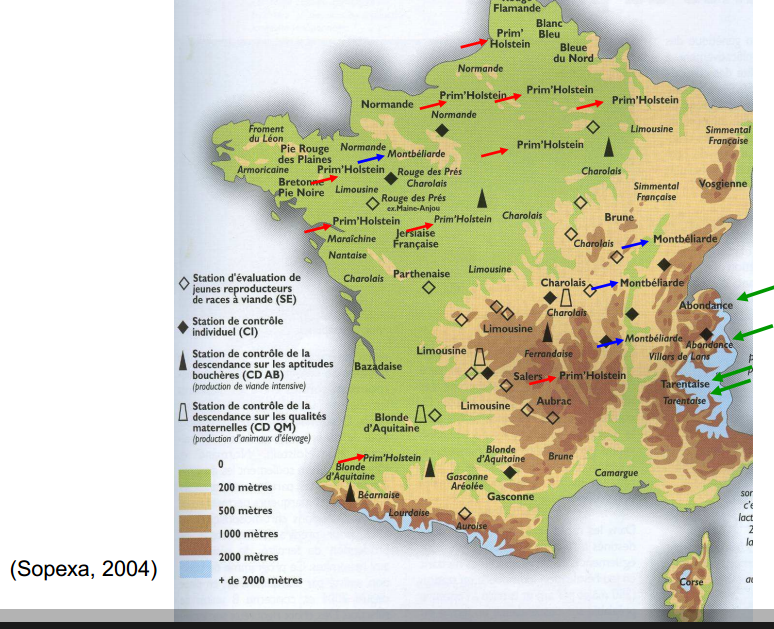 Rouge
Flamande
Blanc
Bleu
Prim'
Holstein
Bleue
du Nord
Normande
Prim'Holstein
Prim'Holstein
Prim'Holstein
Normande
Normande
Froment
du Léon
Pie Rouge
des Plaines
Normande
Montbéliarde
Prim'Holstein
Limousine
Simmental
Française
Armoricaine
Prim'Holstein
Rouge des Prés
Charolais
Charolais
Bretonne
Pie Noire
Limousine
Rouge des Prés
ex.Maine-Anjou
Simmental
Française
Vosgienne
Prim'Holstein
Prim'Holstein
Charolais
Brune
Maraîchine
Jersiaise
Française
Charolais
Montbéliarde
Nantaise
Charolais
Parthenaise
Limousine
Charolais
Montbéliarde
Charolais
Abondance
Limousine
Montbéliarde
Abondance
Limousine
Ferrandaise
Villars de Lans
Bazadaise
Salers
Prim'Holstein
Tarentaise
Limousine
Aubrac
Tarentaise
Blonde
d'Aquitaine
Prim'Holstein
Blonde
d'Aquitaine
Brune
Blonde
d'Aquitaine
Camargue
Gasconne
Aréolée
Béarnaise
Gasconne
Lourdaise
Auroise
Corse
Station d'évaluation de
jeunes reproducteurs
de races à viande (SE)
Station de contrôle
individuel (CI)
Station de contrôle de la
descendance sur les aptitudes
bouchères (CD AB)
(production de viande intensive)
Station de contrôle de la
descendance sur les qualités
maternelles (CD QM)
(production d'animaux d'élevage)
0
200 mètres
500 mètres
1000 mètres
2000 mètres
+ de 2000 mètres
(Sopexa, 2004)